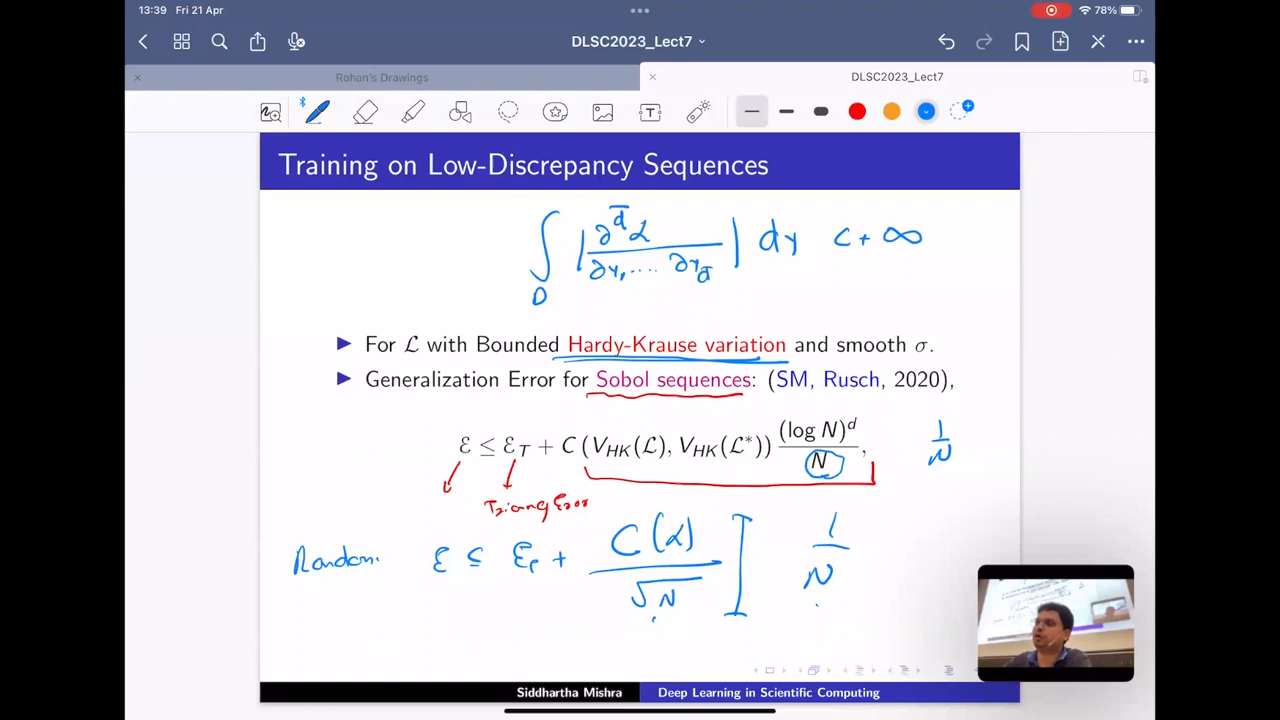 13:39 Fri 21 Apr
78%
DLSC2023_Lect7
Rohan's Drawings
DLSC2023_Lect7
Training on Low-Discrepancy Sequences
∫_D |∂^d̄ ℒ / ∂y₁.... ∂y_d̄| dy < + ∞
▶ For ℒ with Bounded Hardy-Krause variation and smooth σ.
▶ Generalization Error for Sobol sequences: (SM, Rusch, 2020),
ℰ ≤ ℰ_T + C (V_HK(ℒ), V_HK(ℒ*)) (log N)^d / N, 1/N
Training Error
Random: ℰ ≤ ℰ_T + C(ℒ) / √N 1/N
Siddhartha Mishra Deep Learning in Scientific Computing